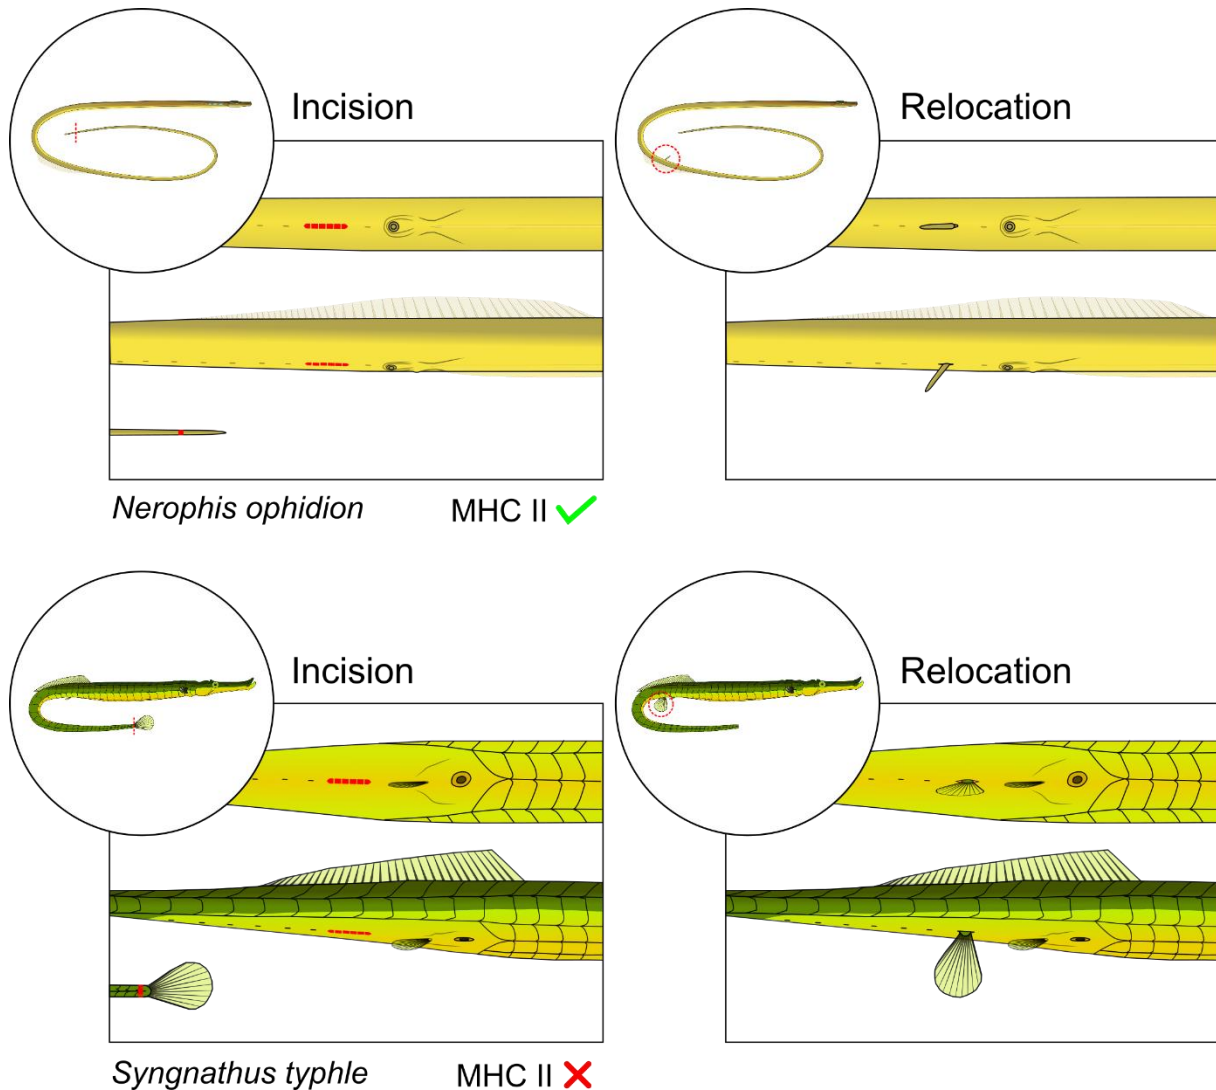 Incision
Relocation
Nerophis ophidion
MHC II
Incision
Relocation
Syngnathus typhle
MHC II